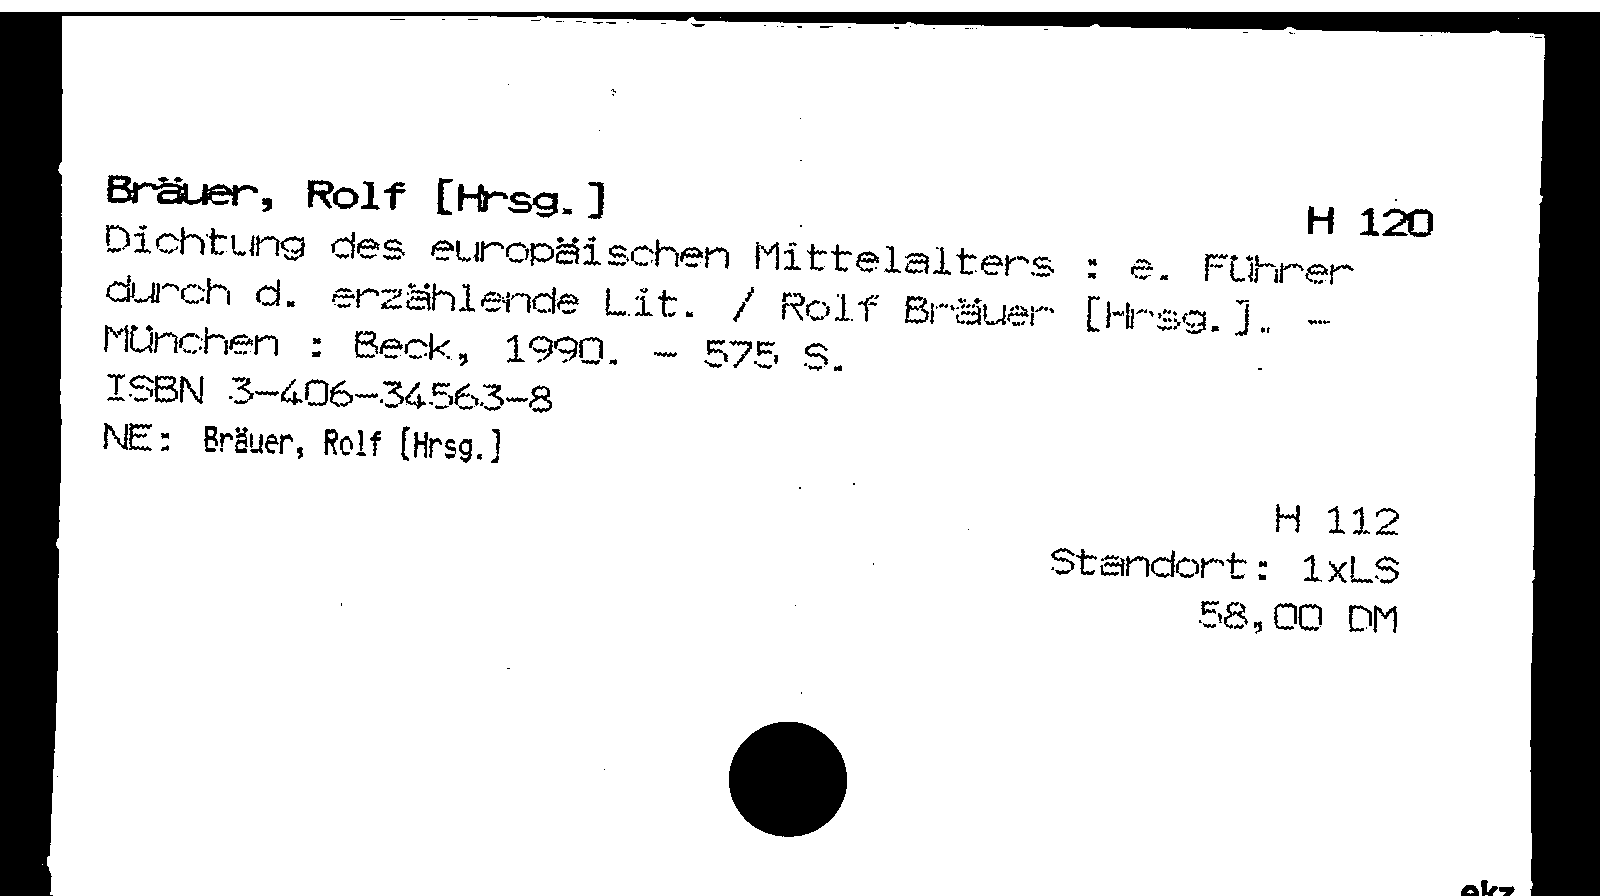 Bräuer, Rolf [Hrsg.]
H 120
Dichtung des europäischen Mittelalters : e. Führer
durch d. erzählende Lit. / Rolf Bräuer [Hrsg.]. -
München : Beck, 1990. - 575 S.
ISBN 3-406-34563-8
NE: Bräuer, Rolf [Hrsg.]
H 112
Standort: 1xLS
58,00 DM
ekz